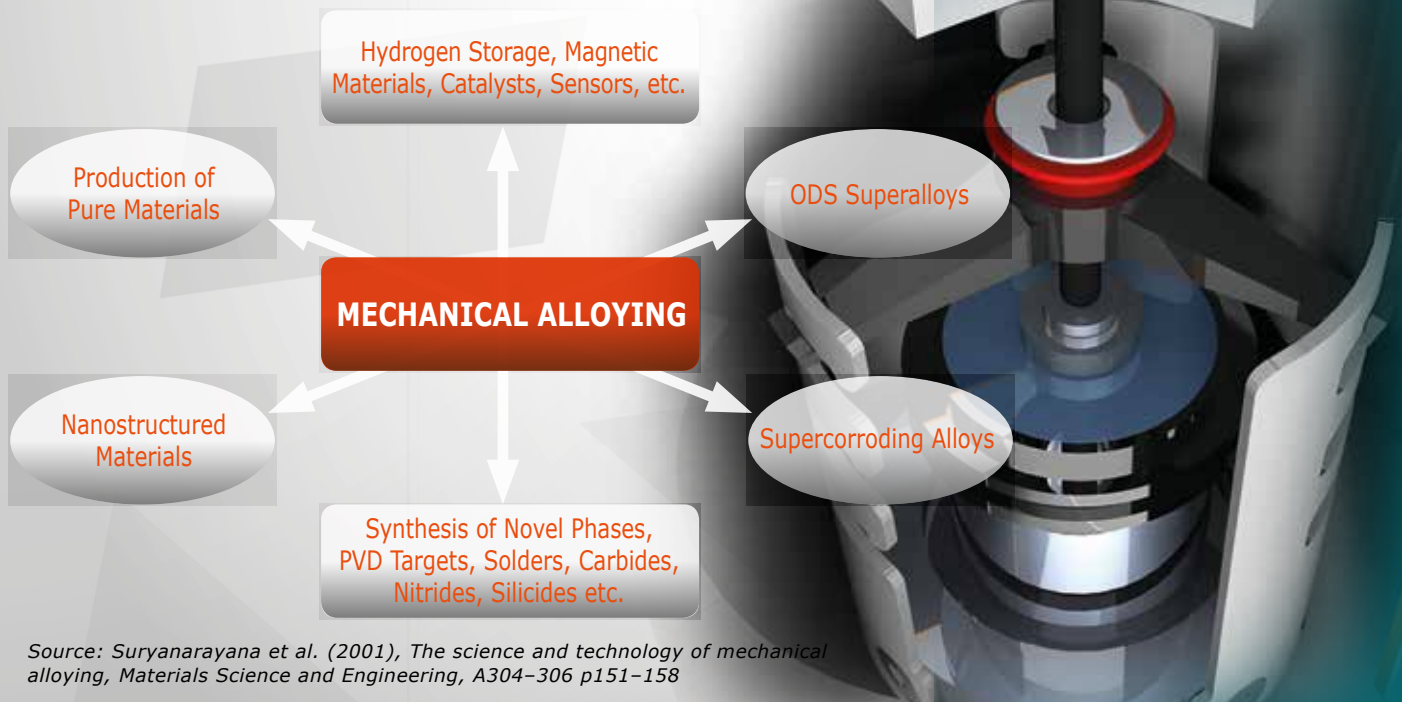 Hydrogen Storage, Magnetic
Materials, Catalysts, Sensors, etc.
Production of
Pure Materials
ODS Superalloys
MECHANICAL ALLOYING
Nanostructured
Materials
Supercorroding Alloys
Synthesis of Novel Phases,
PVD Targets, Solders, Carbides,
Nitrides, Silicides etc.
Source: Suryanarayana et al. (2001), The science and technology of mechanical
alloying, Materials Science and Engineering, A304–306 p151–158